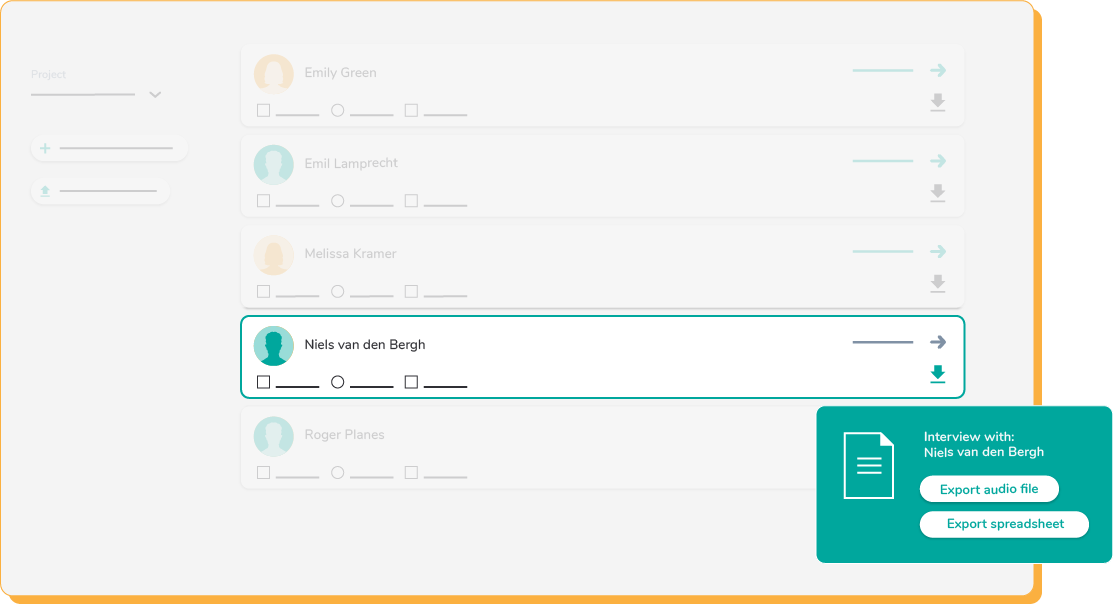 Project
Emily Green
Emil Lamprecht
Melissa Kramer
Niels van den Bergh
Roger Planes
Interview with:
Niels van den Bergh
Export audio file
Export spreadsheet